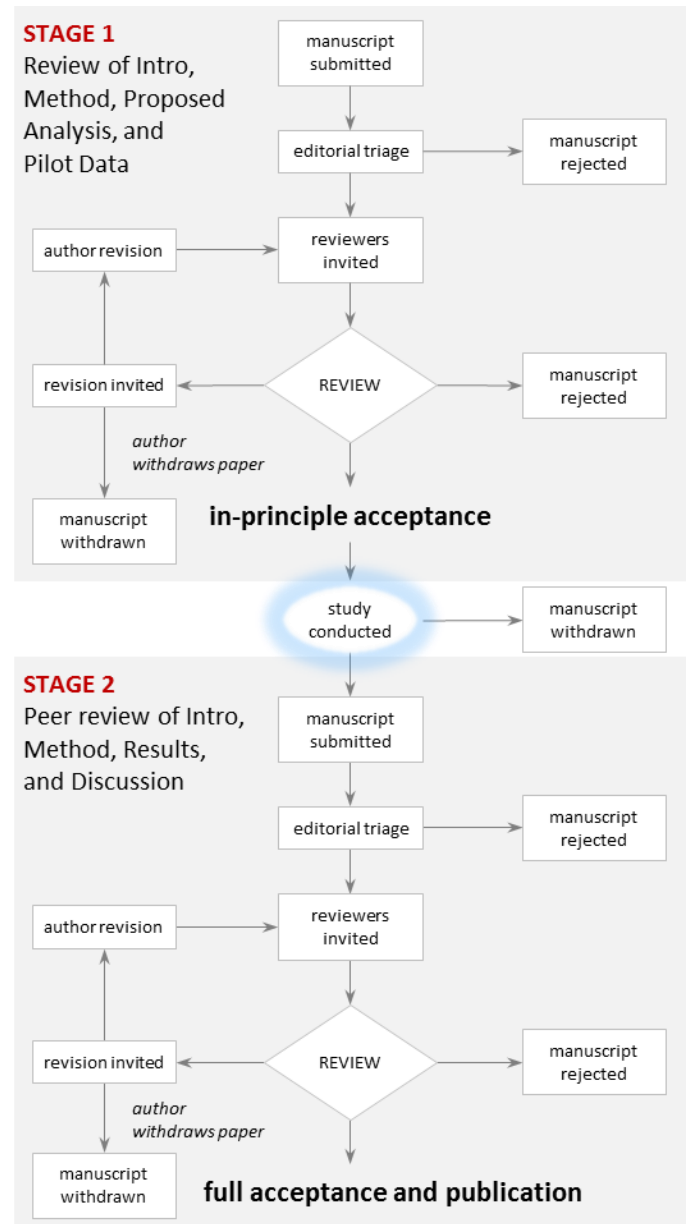 STAGE 1
Review of Intro,
Method, Proposed
Analysis, and
Pilot Data
manuscript
submitted
editorial triage
manuscript
rejected
author revision
reviewers
invited
revision invited
REVIEW
manuscript
rejected
author
withdraws paper
manuscript
withdrawn
in-principle acceptance
study
conducted
manuscript
withdrawn
STAGE 2
Peer review of Intro,
Method, Results,
and Discussion
manuscript
submitted
editorial triage
manuscript
rejected
author revision
reviewers
invited
revision invited
REVIEW
manuscript
rejected
author
withdraws paper
manuscript
withdrawn
full acceptance and publication